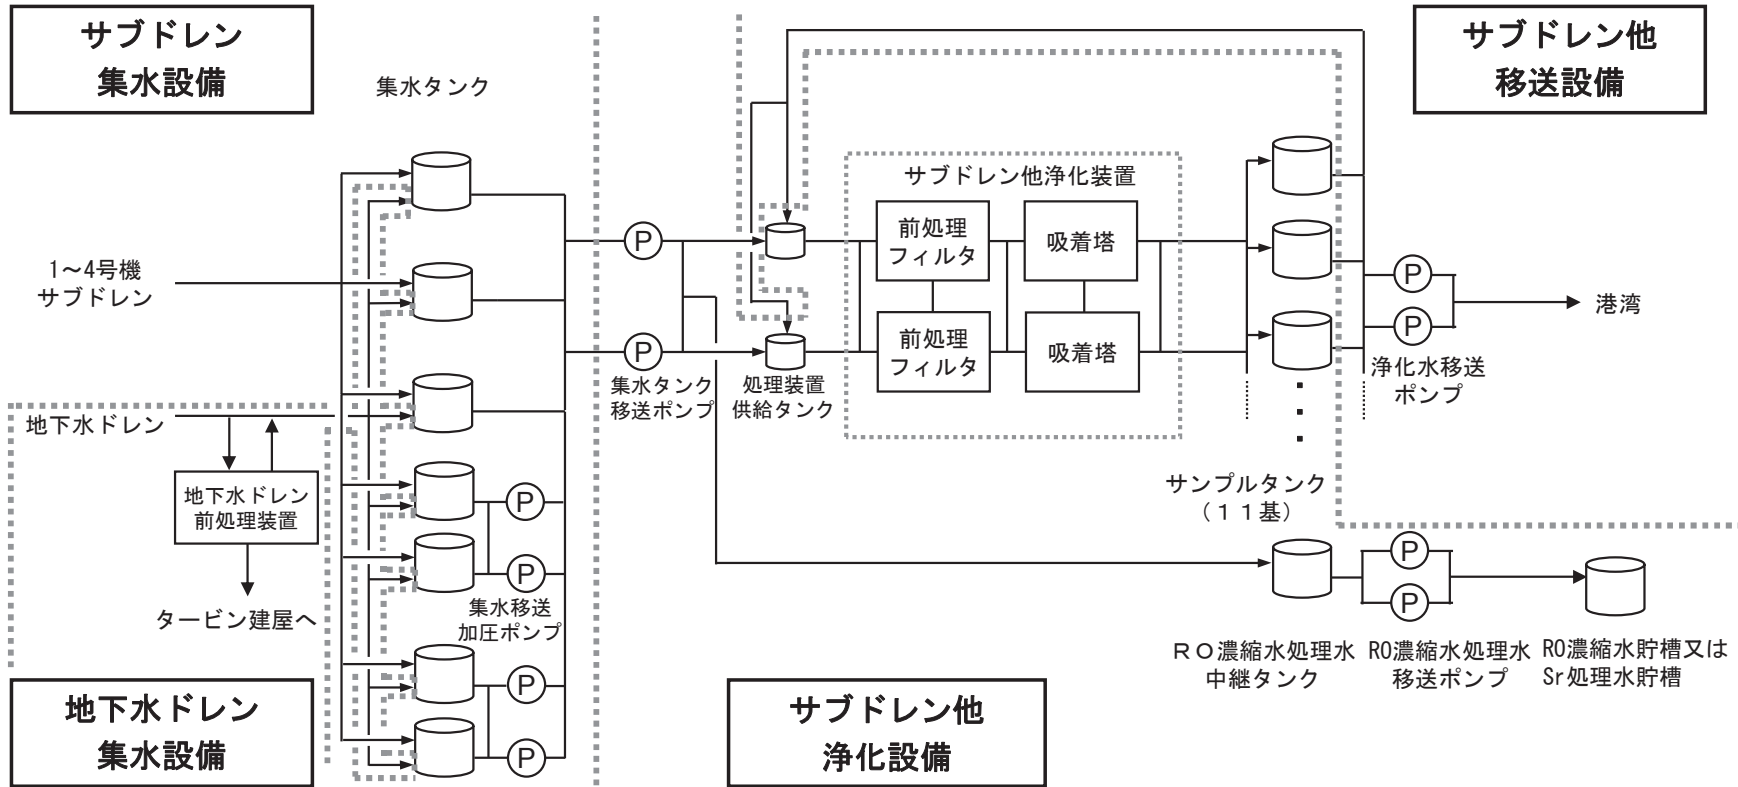 サブドレン
集水設備
集水タンク
サブドレン他
移送設備
サブドレン他浄化装置
前処理
フィルタ
吸着塔
P
1～4号機
サブドレン
P
港湾
前処理
フィルタ
吸着塔
P
P
集水タンク
移送ポンプ
処理装置
供給タンク
浄化水移送
ポンプ
地下水ドレン
地下水ドレン
前処理装置
P
サンプルタンク
（１１基）
P
P
P
タービン建屋へ
集水移送
加圧ポンプ
ＲＯ濃縮水処理水
中継タンク
RO濃縮水処理水
移送ポンプ
RO濃縮水貯槽又は
Sr処理水貯槽
P
P
地下水ドレン
集水設備
サブドレン他
浄化設備